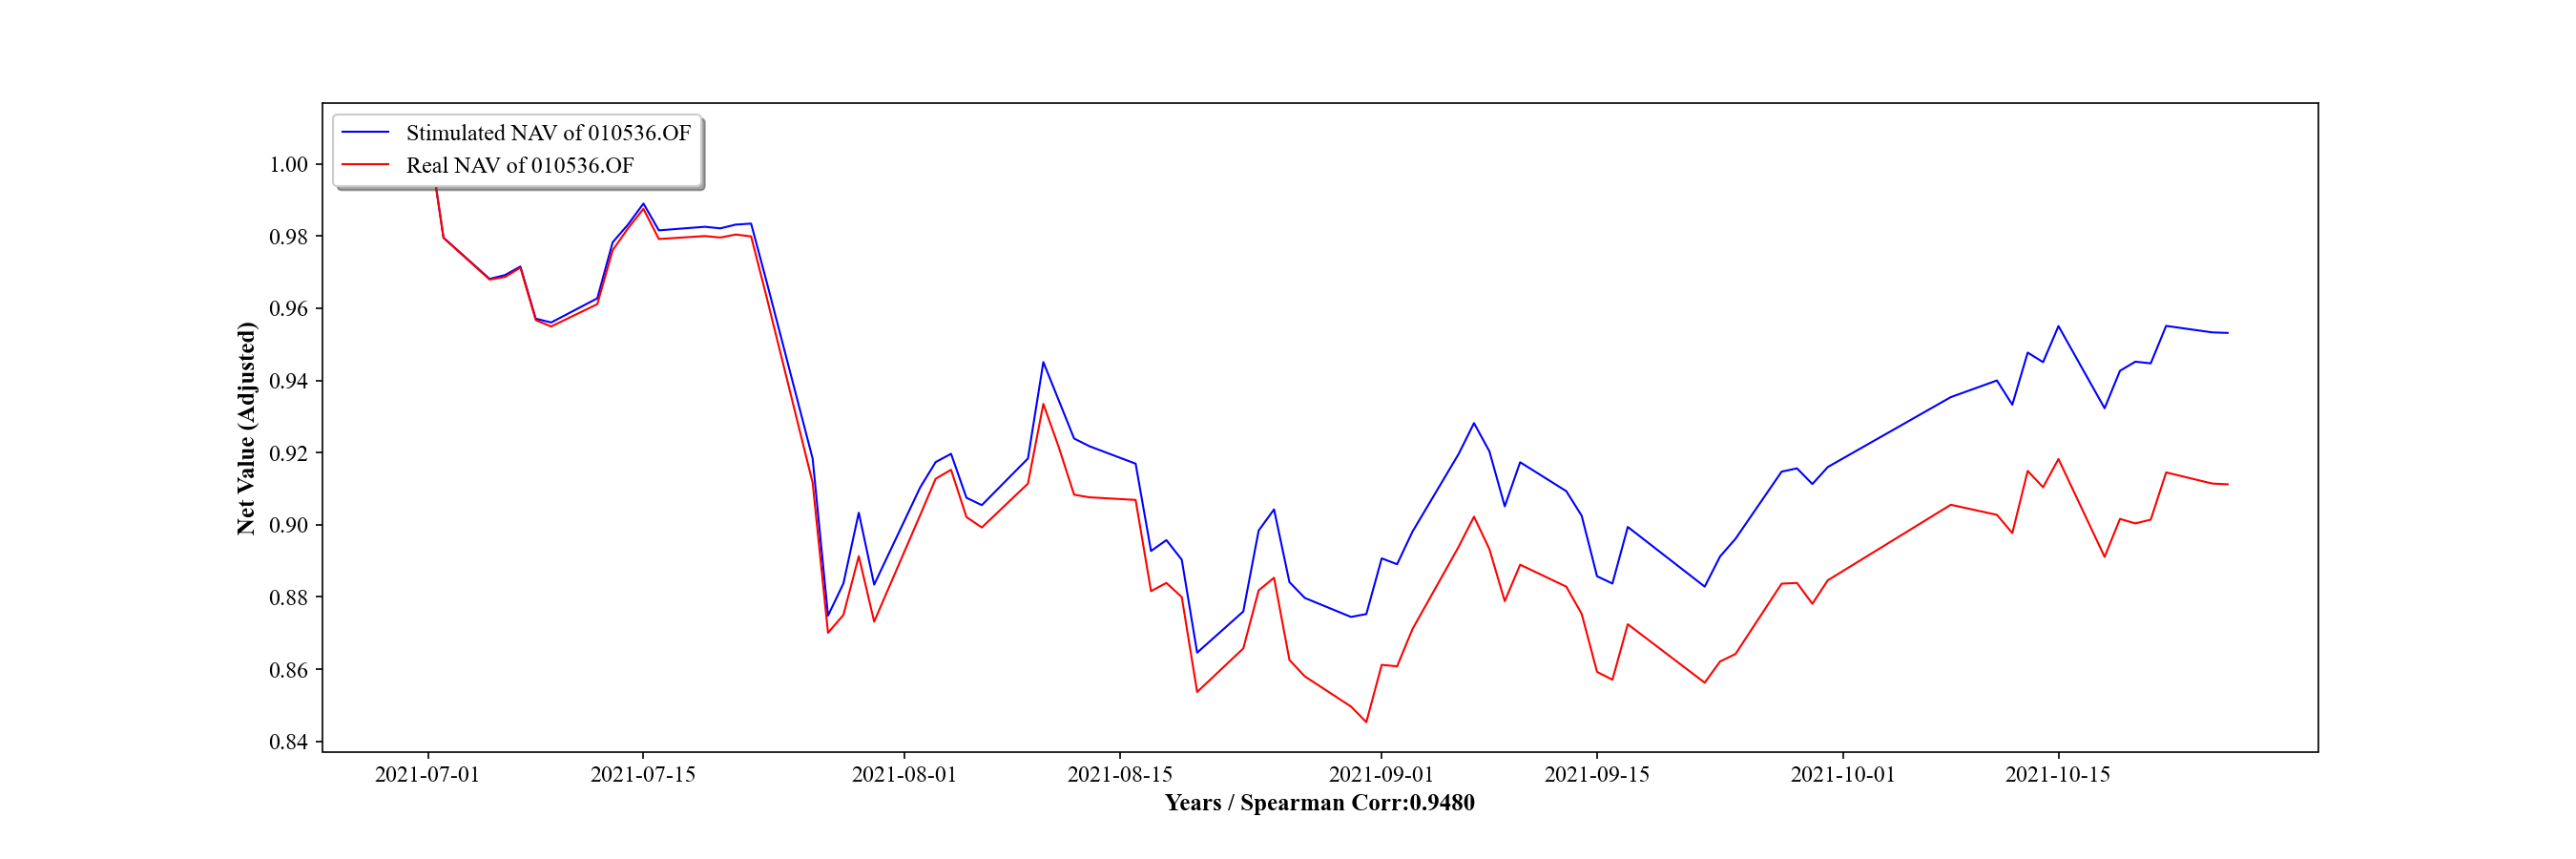 Stimulated NAV of 010536.OF
Real NAV of 010536.OF
Net Value (Adjusted)
1.00
0.98
0.96
0.94
0.92
0.90
0.88
0.86
0.84
2021-07-01 2021-07-15 2021-08-01 2021-08-15 2021-09-01 2021-09-15 2021-10-01 2021-10-15
Years / Spearman Corr:0.9480